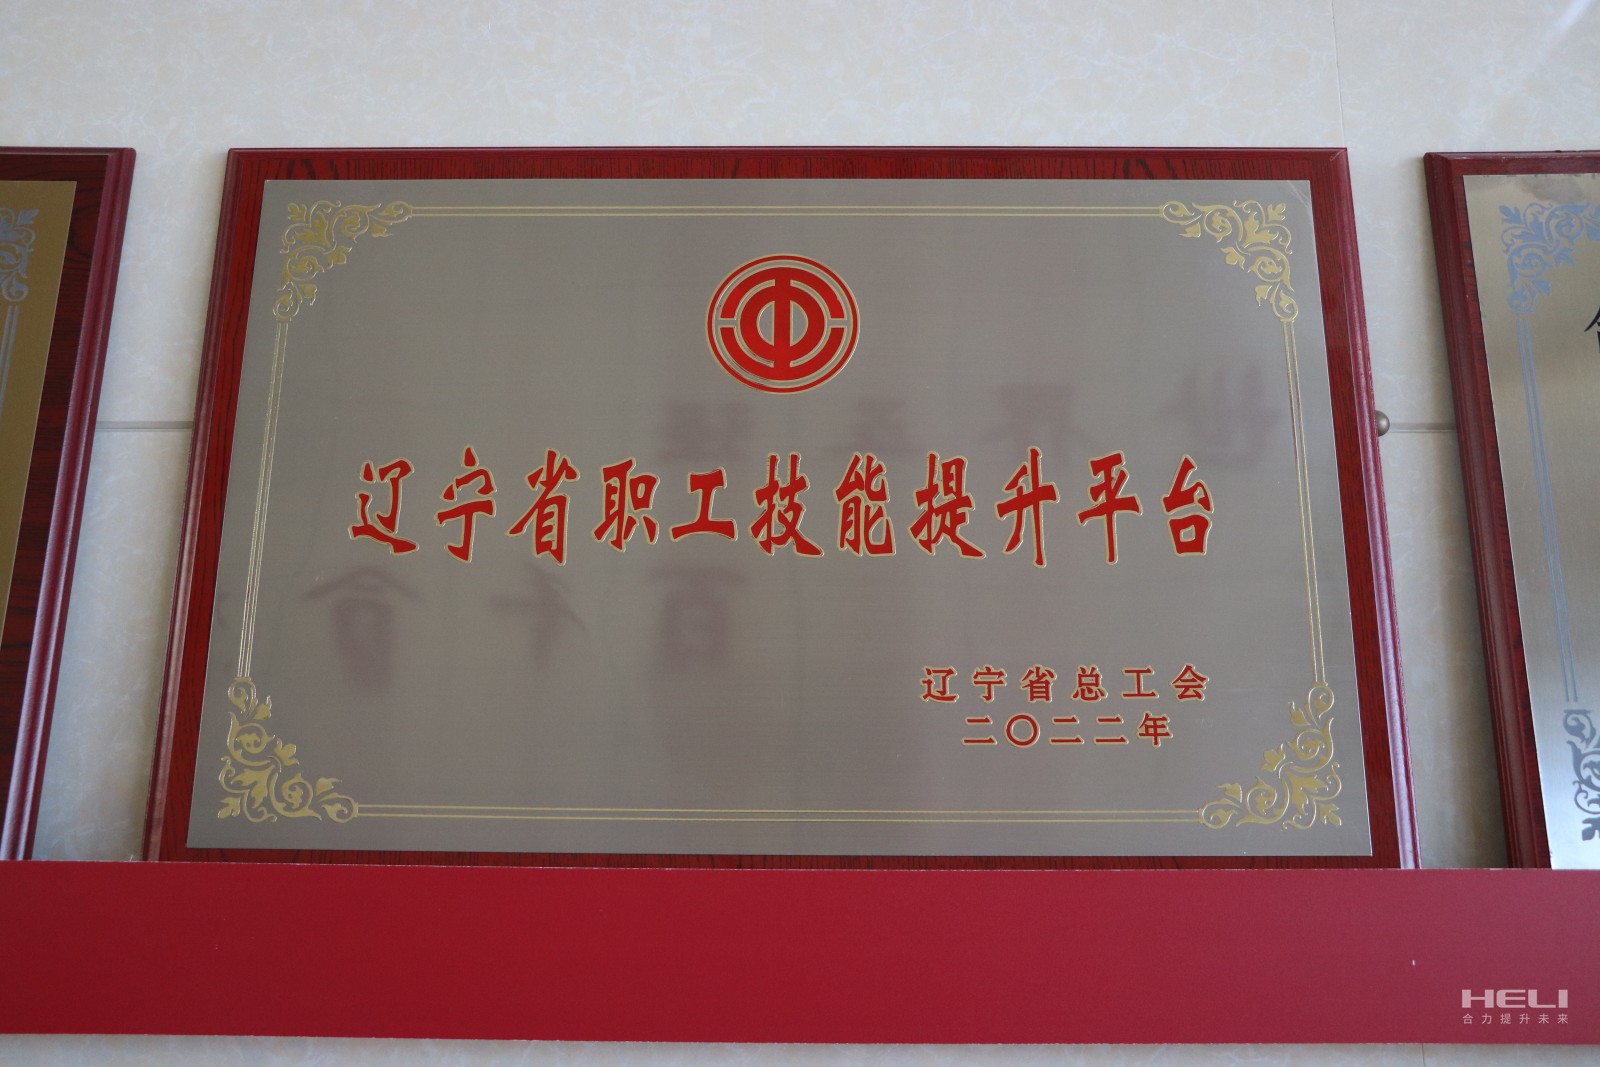 辽宁省职工技能提升平台
辽宁省总工会
二〇二二年
HELI
合力提升未来